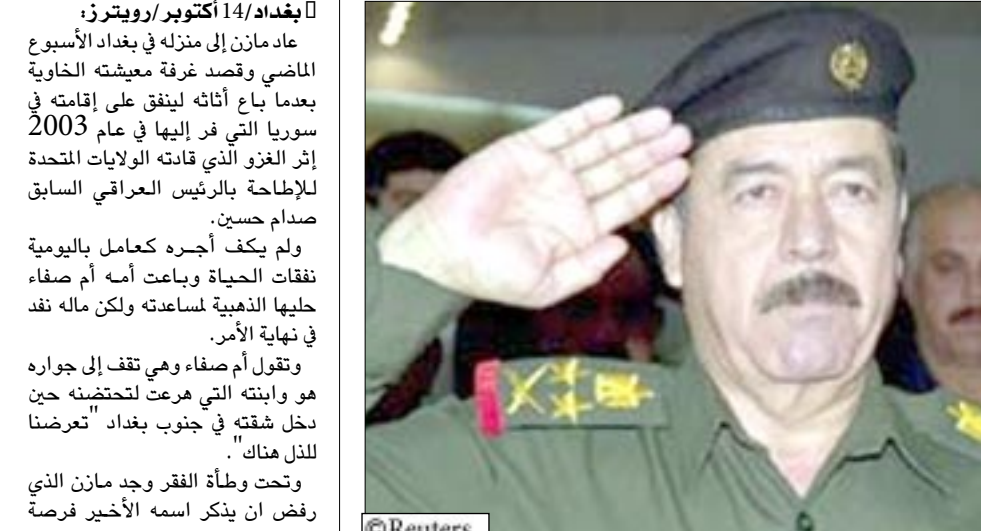 بغداد/14 أكتوبر/رويترز:
عاد مازن إلى منزله في بغداد الأسبوع
الماضي وقصد غرفة معيشته الخاوية
بعدما باع أثاثه لينفق على إقامته في
سوريا التي فر إليها في عام 2003
إثر الغزو الذي قادته الولايات المتحدة
للإطاحة بالرئيس العراقي السابق
صدام حسين.
ولم يكف أجره كعامل باليومية
نفقات الحياة وباعت أمه أم صفاء
حليها الذهبية لمساعدته ولكن ماله نفد
في نهاية الأمر.
وتقول أم صفاء وهي تقف إلى جواره
هو وابنته التي هرعت لتحتضنه حين
دخل شقته في جنوب بغداد "تعرضنا
للذل هناك".
وتحت وطأة الفقر وجد مازن الذي
رفض ان يذكر اسمه الأخير فرصة
©Reuters